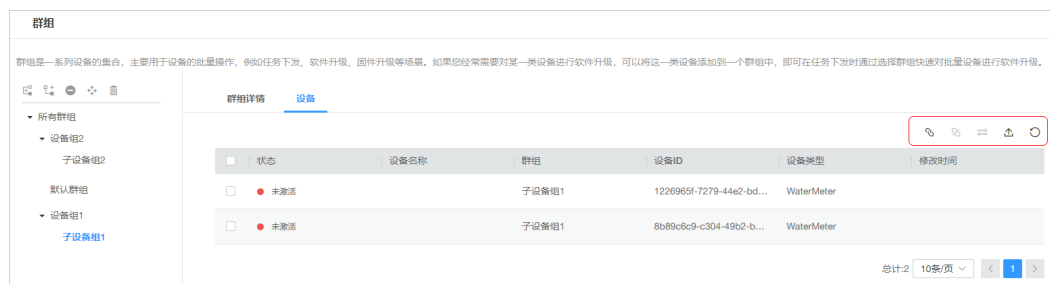 群组
群组是一系列设备的集合，主要用于设备的批量操作，例如任务下发、软件升级、固件升级等场景。如果您经常需要对某一类设备进行软件升级，可以将这一类设备添加到一个群组中，即可在任务下发时通过选择群组快速对批量设备进行软件升级。
所有群组
设备组2
子设备组2
默认群组
设备组1
子设备组1
群组详情 设备
状态 设备名称 群组 设备ID 设备类型 修改时间
未激活 子设备组1 1226965f-7279-44e2-bd... WaterMeter
未激活 子设备组1 8b89c6c9-c304-49b2-b... WaterMeter
总计:2 10条/页 < 1 >